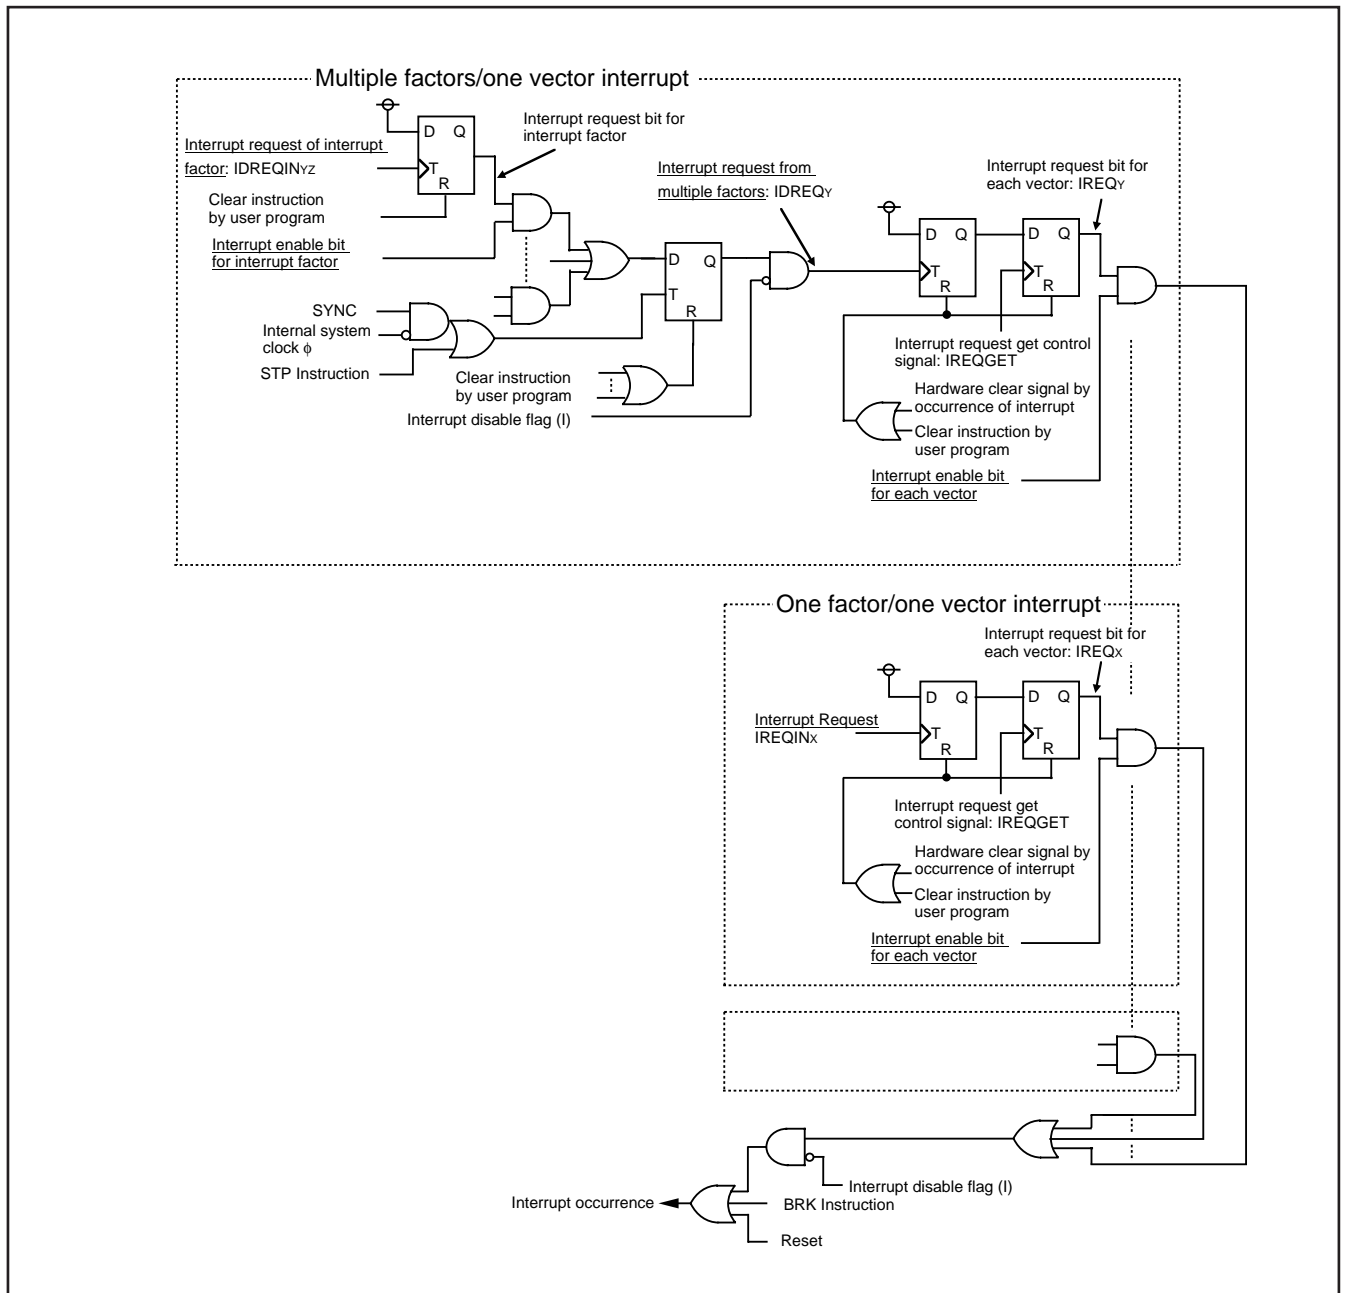 Multiple factors/one vector interrupt
D Q
T
R
Interrupt request bit for
interrupt factor
Interrupt request of interrupt
factor: IDREQINYZ
Clear instruction
by user program
Interrupt enable bit
for interrupt factor
Interrupt request from
multiple factors: IDREQY
Interrupt request bit for
each vector: IREQY
D Q
T
R
D Q
T
R
D Q
T
R
SYNC
Internal system
clock ϕ
STP Instruction
Clear instruction
by user program
Interrupt disable flag (I)
Interrupt request get control
signal: IREQGET
Hardware clear signal by
occurrence of interrupt
Clear instruction by
user program
Interrupt enable bit
for each vector
One factor/one vector interrupt
Interrupt request bit for
each vector: IREQX
D Q
T
R
D Q
T
R
Interrupt Request
IREQINX
Interrupt request get
control signal: IREQGET
Hardware clear signal by
occurrence of interrupt
Clear instruction by
user program
Interrupt enable bit
for each vector
Interrupt disable flag (I)
Interrupt occurrence
BRK Instruction
Reset